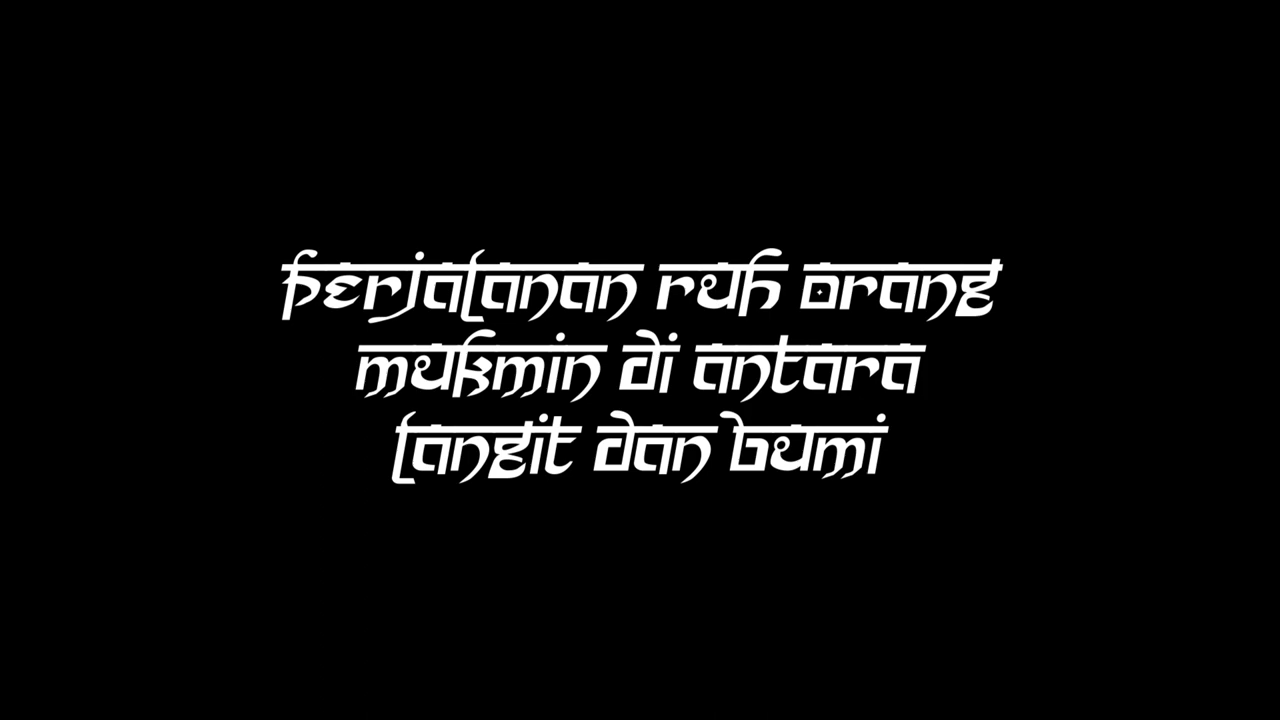 perjalanan ruh orang
mukmin di antara
langit dan bumi